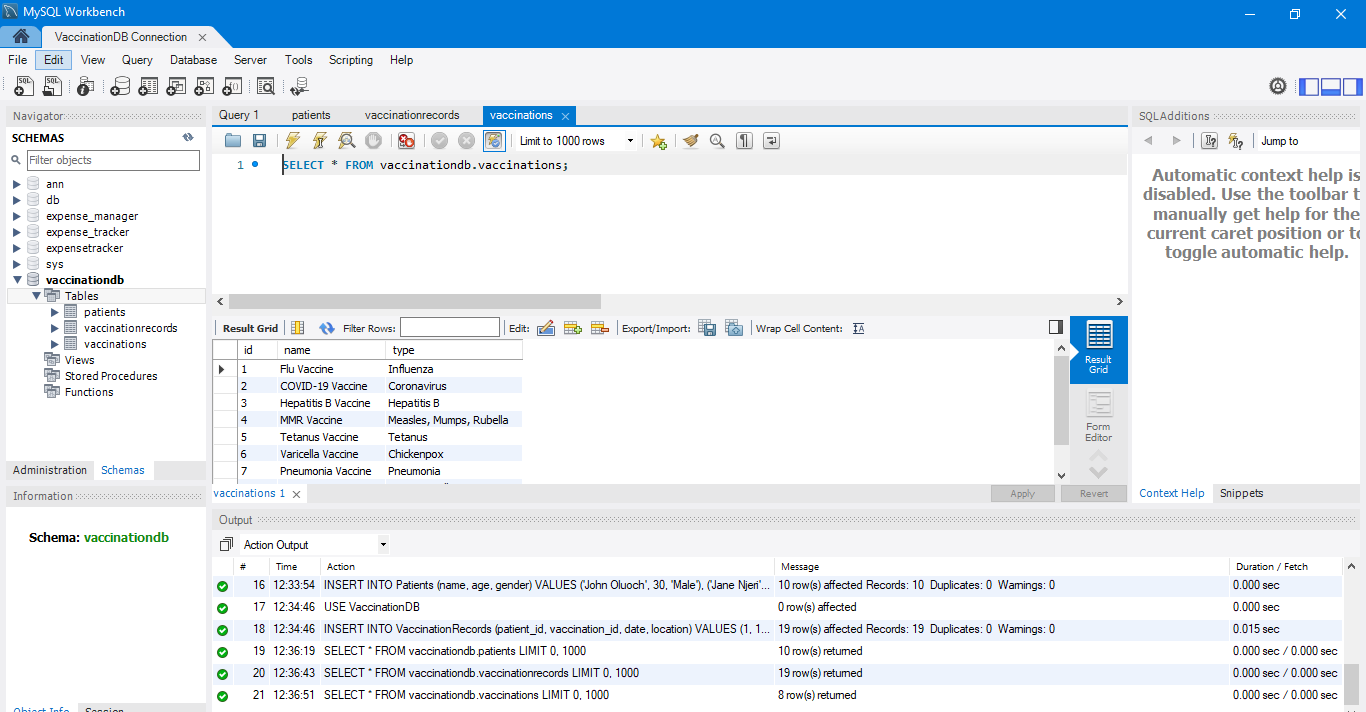 MySQL Workbench
VaccinationDB Connection
File Edit View Query Database Server Tools Scripting Help
Navigator
SCHEMAS
Filter objects
ann
db
expense_manager
expense_tracker
expensetracker
sys
vaccinationdb
Tables
patients
vaccinationrecords
vaccinations
Views
Stored Procedures
Functions
Administration Schemas
Information
Schema: vaccinationdb
Query 1 patients vaccinationrecords vaccinations
Limit to 1000 rows
1 SELECT * FROM vaccinationdb.vaccinations;
Result Grid Filter Rows: Edit: Export/Import: Wrap Cell Content:
id name type
1 Flu Vaccine Influenza
2 COVID-19 Vaccine Coronavirus
3 Hepatitis B Vaccine Hepatitis B
4 MMR Vaccine Measles, Mumps, Rubella
5 Tetanus Vaccine Tetanus
6 Varicella Vaccine Chickenpox
7 Pneumonia Vaccine Pneumonia
Result
Grid
Form
Editor
vaccinations 1 Apply Revert
SQLAdditions
Jump to
Automatic context help is
disabled. Use the toolbar t
manually get help for the
current caret position or to
toggle automatic help.
Context Help Snippets
Output
Action Output
# Time Action Message Duration / Fetch
16 12:33:54 INSERT INTO Patients (name, age, gender) VALUES ('John Oluoch', 30, 'Male'), ('Jane Njeri'... 10 row(s) affected Records: 10 Duplicates: 0 Warnings: 0 0.000 sec
17 12:34:46 USE VaccinationDB 0 row(s) affected 0.000 sec
18 12:34:46 INSERT INTO VaccinationRecords (patient_id, vaccination_id, date, location) VALUES (1, 1... 19 row(s) affected Records: 19 Duplicates: 0 Warnings: 0 0.015 sec
19 12:36:19 SELECT * FROM vaccinationdb.patients LIMIT 0, 1000 10 row(s) returned 0.000 sec / 0.000 sec
20 12:36:43 SELECT * FROM vaccinationdb.vaccinationrecords LIMIT 0, 1000 19 row(s) returned 0.000 sec / 0.000 sec
21 12:36:51 SELECT * FROM vaccinationdb.vaccinations LIMIT 0, 1000 8 row(s) returned 0.000 sec / 0.000 sec
Object Info Session